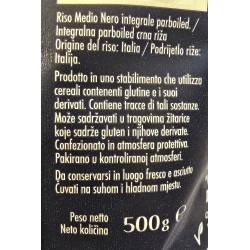 Riso Medio Nero integrale parboiled. /
Integralna parboiled crna riža
Origine del riso: Italia / Podrijetlo riže:
Italija.
Prodotto in uno stabilimento che utilizza
cereali contenenti glutine e i suoi
derivati. Contiene tracce di tali sostanze.
Može sadržavati u tragovima žitarice
koje sadrže gluten i njihove derivate.
Confezionato in atmosfera protettiva.
Pakirano u kontroliranoj atmosferi.
Da conservarsi in luogo fresco e asciutto
Čuvati na suhom i hladnom mjestu.
Peso netto
Neto količina
500g e